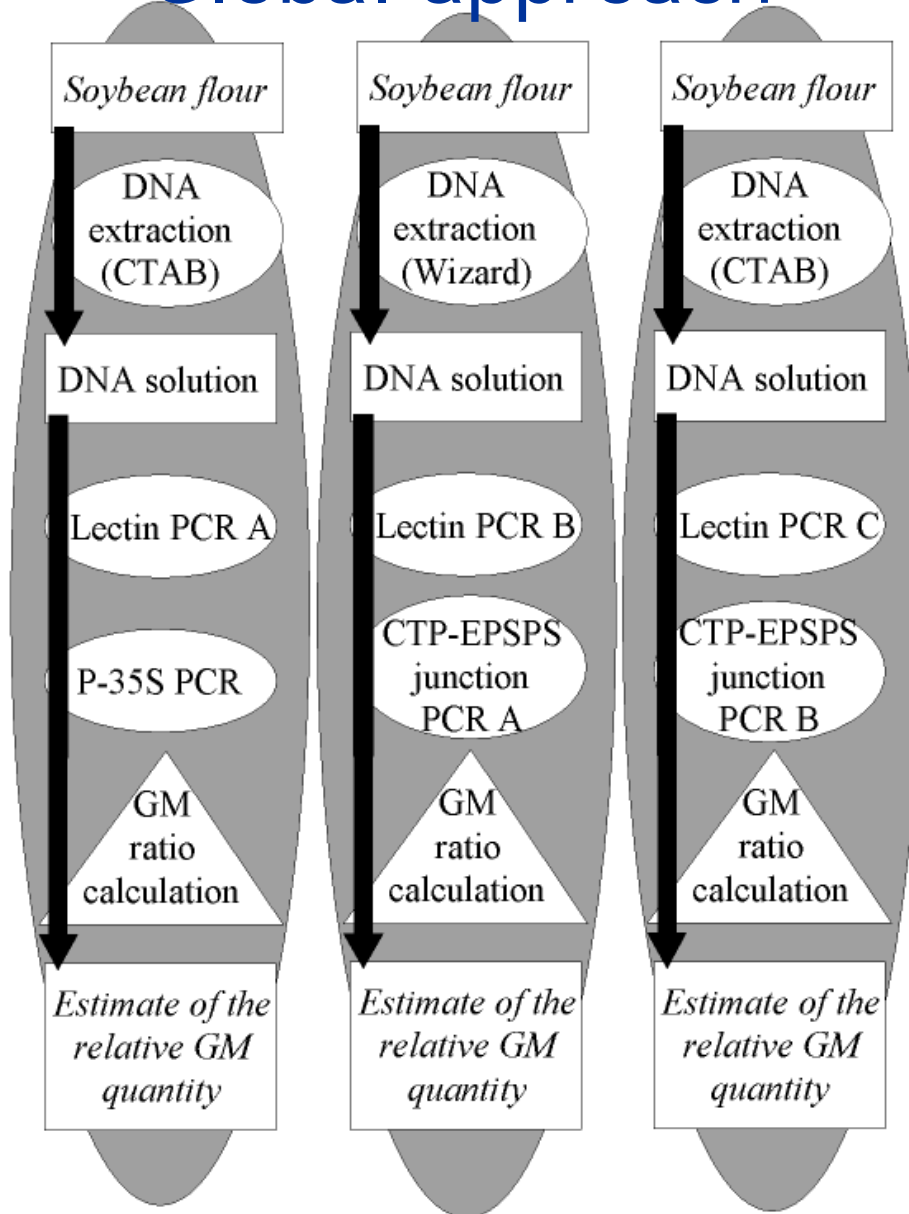 Global approach
Soybean flour
DNA
extraction
(CTAB)
DNA solution
Lectin PCR A
P-35S PCR
GM
ratio
calculation
Estimate of the
relative GM
quantity
Soybean flour
DNA
extraction
(Wizard)
DNA solution
Lectin PCR B
CTP-EPSPS
junction
PCR A
GM
ratio
calculation
Estimate of the
relative GM
quantity
Soybean flour
DNA
extraction
(CTAB)
DNA solution
Lectin PCR C
CTP-EPSPS
junction
PCR B
GM
ratio
calculation
Estimate of the
relative GM
quantity